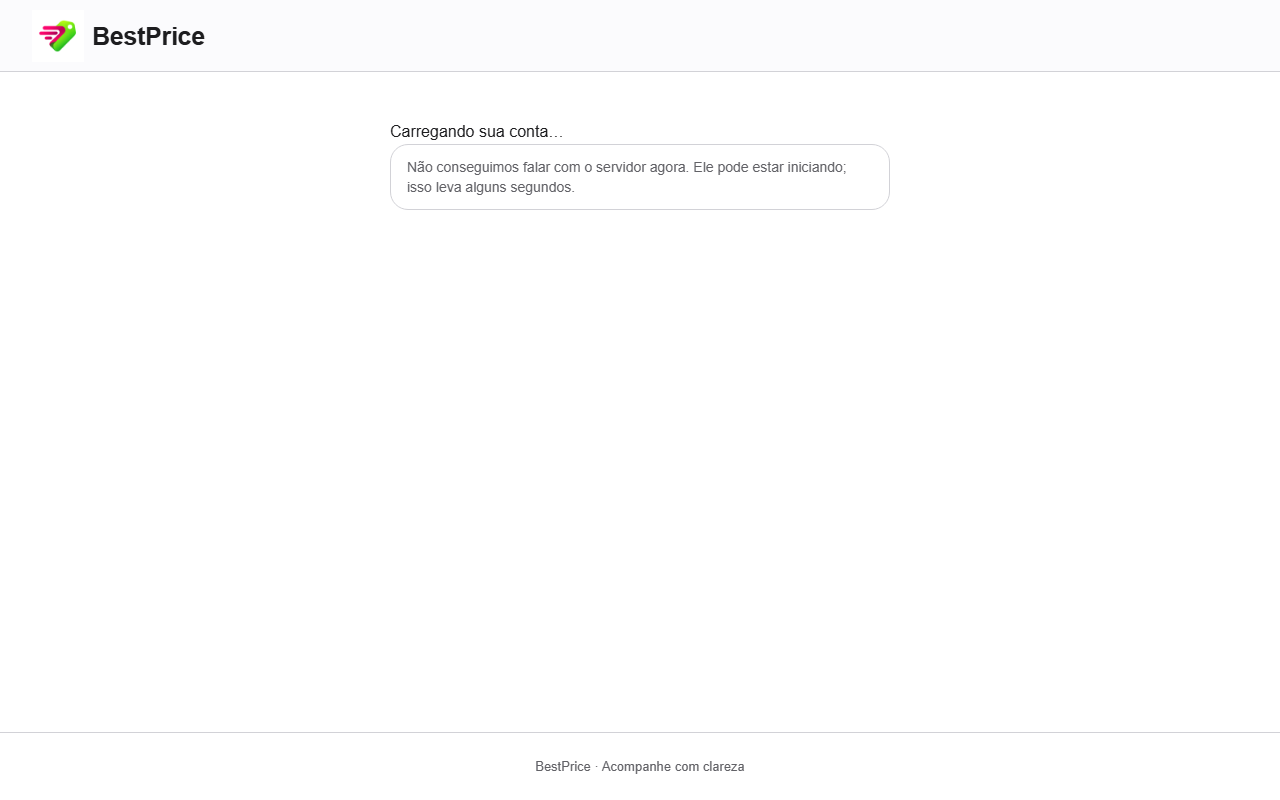 BestPrice
Carregando sua conta…
Não conseguimos falar com o servidor agora. Ele pode estar iniciando;
isso leva alguns segundos.
BestPrice · Acompanhe com clareza